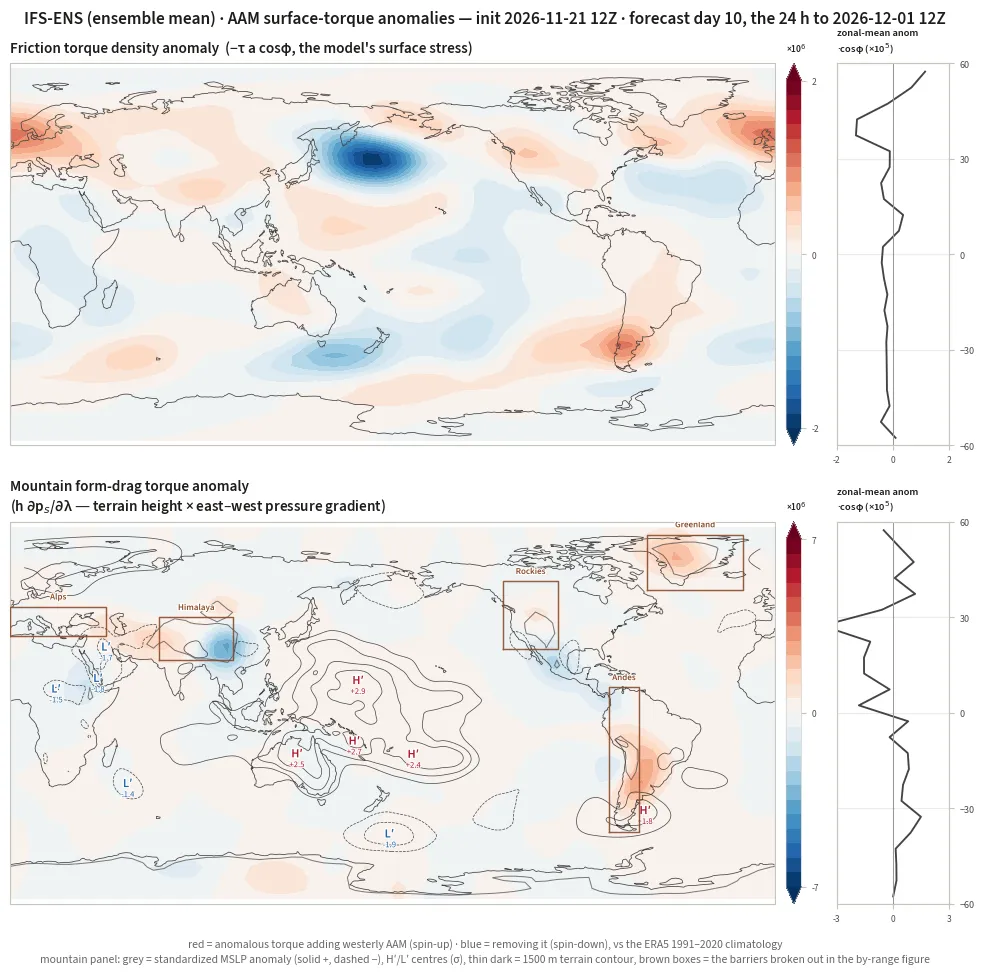 IFS-ENS (ensemble mean) · AAM surface-torque anomalies — init 2026-11-21 12Z · forecast day 10, the 24 h to 2026-12-01 12Z
Friction torque density anomaly (−τ a cosφ, the model's surface stress)
×10⁶
zonal-mean anom
·cosφ (×10⁵)
2
0
-2
60
30
0
−30
−60
-2
0
2
Mountain form-drag torque anomaly
(h ∂pₛ/∂λ — terrain height × east–west pressure gradient)
×10⁶
zonal-mean anom
·cosφ (×10⁵)
Greenland
Rockies
Alps
Himalaya
Andes
L′
-1.7
L′
L′
-1.5
H′
+2.9
H′
+2.7
H′
+2.5
H′
+2.4
L′
-1.4
H′
+1.8
L′
-1.9
7
0
-7
60
30
0
−30
−60
-3
0
3
red = anomalous torque adding westerly AAM (spin-up) · blue = removing it (spin-down), vs the ERA5 1991–2020 climatology
mountain panel: grey = standardized MSLP anomaly (solid +, dashed −), H′/L′ centres (σ), thin dark = 1500 m terrain contour, brown boxes = the barriers broken out in the by-range figure